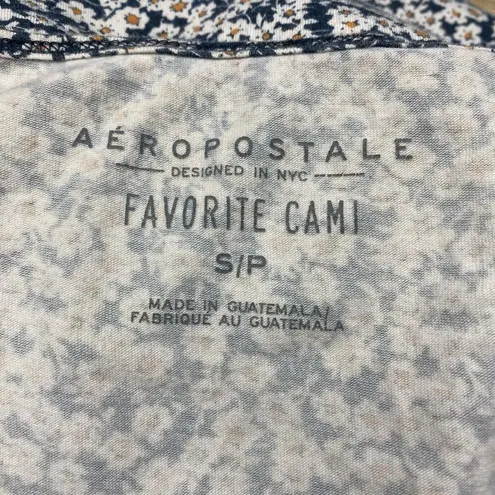 AÉROPOSTALE
DESIGNED IN NYC
FAVORITE CAMI
S/P
MADE IN GUATEMALA/
FABRIQUÉ AU GUATEMALA